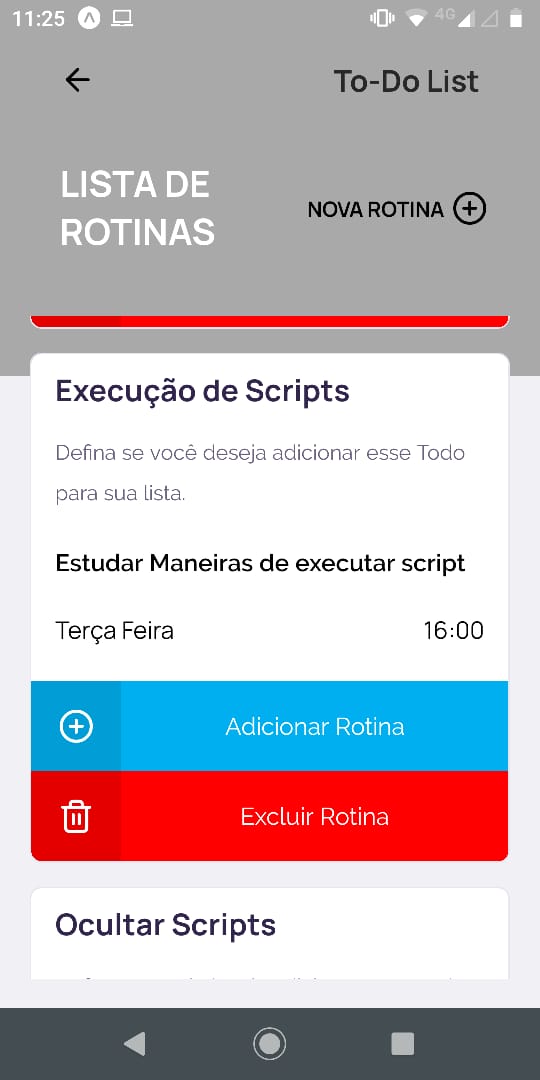 11:25
4G
To-Do List
LISTA DE
ROTINAS
NOVA ROTINA
Execução de Scripts
Defina se você deseja adicionar esse Todo
para sua lista.
Estudar Maneiras de executar script
Terça Feira 16:00
Adicionar Rotina
Excluir Rotina
Ocultar Scripts